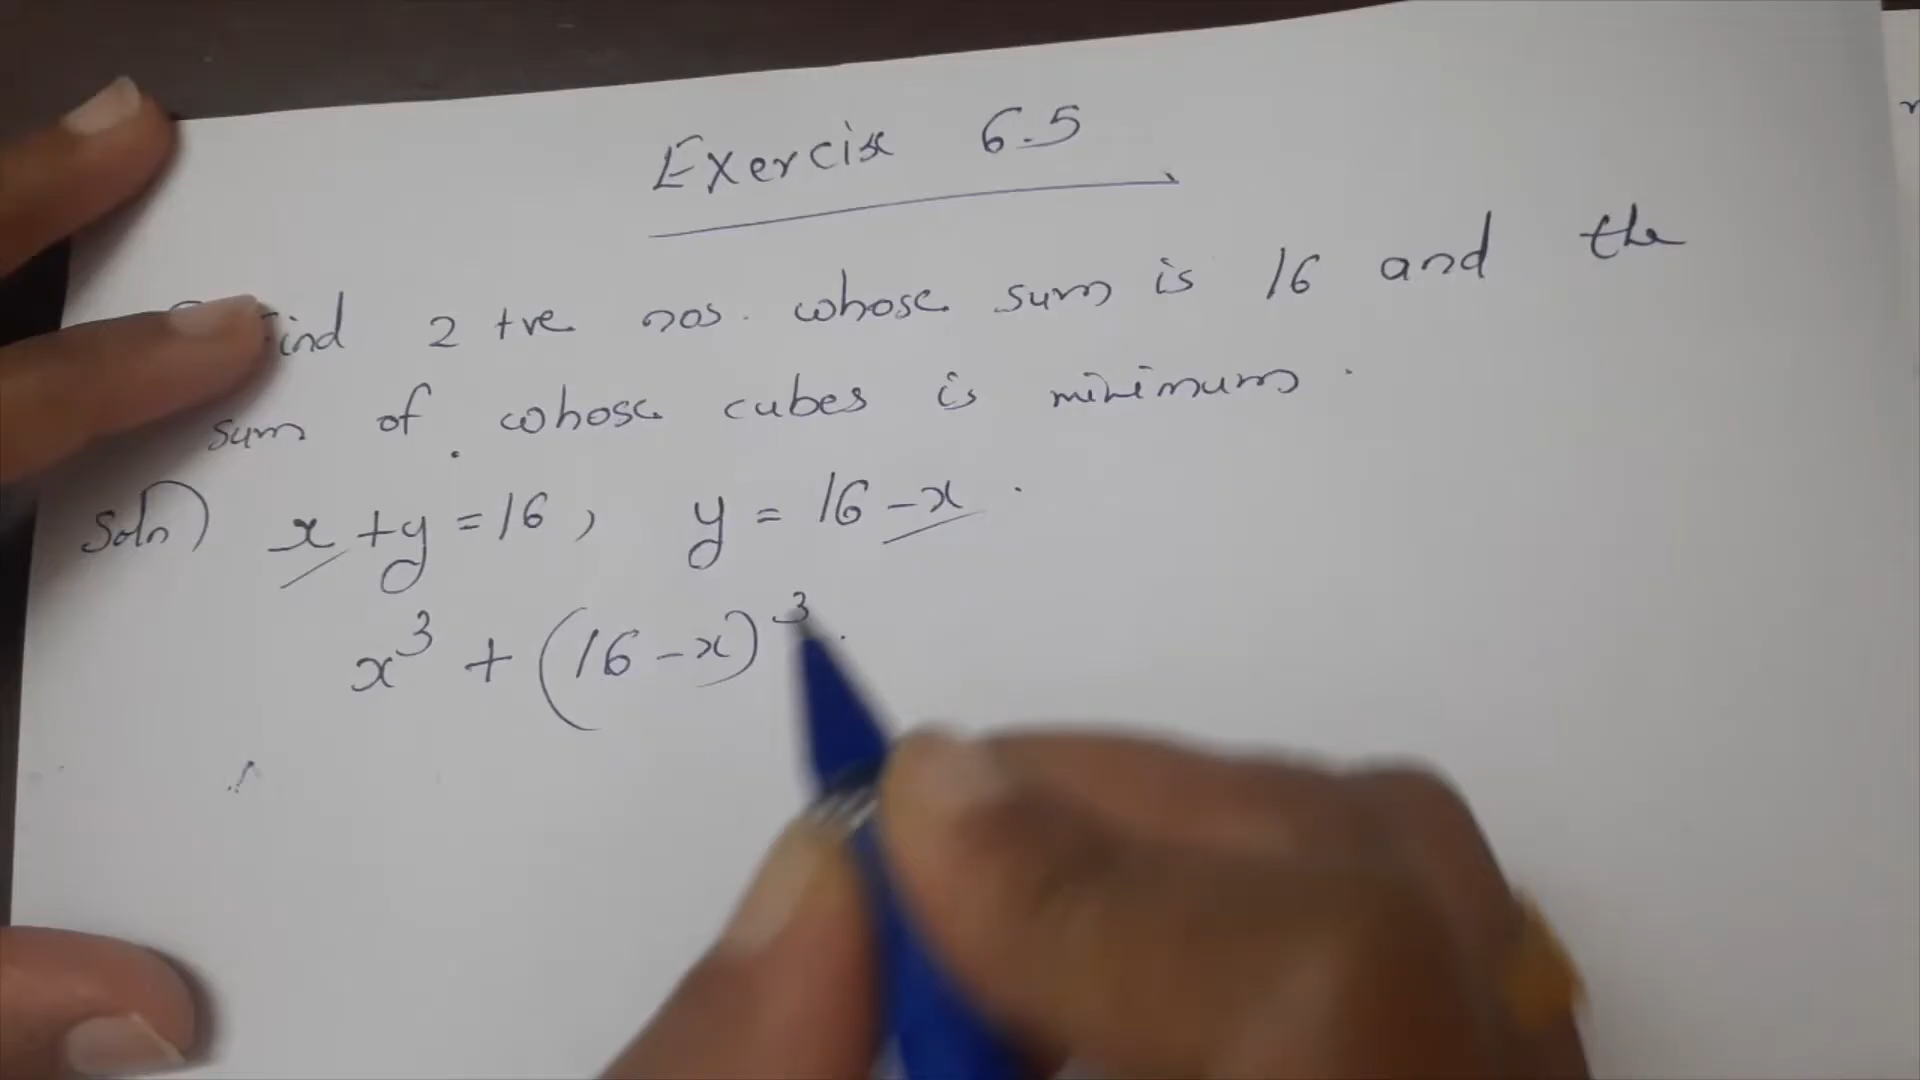 Exercise 6.5
ind 2 +ve nos. whose sum is 16 and the
sum of whose cubes is minimum.
Soln) x+y=16, y = 16-x.
x³ + (16-x)³